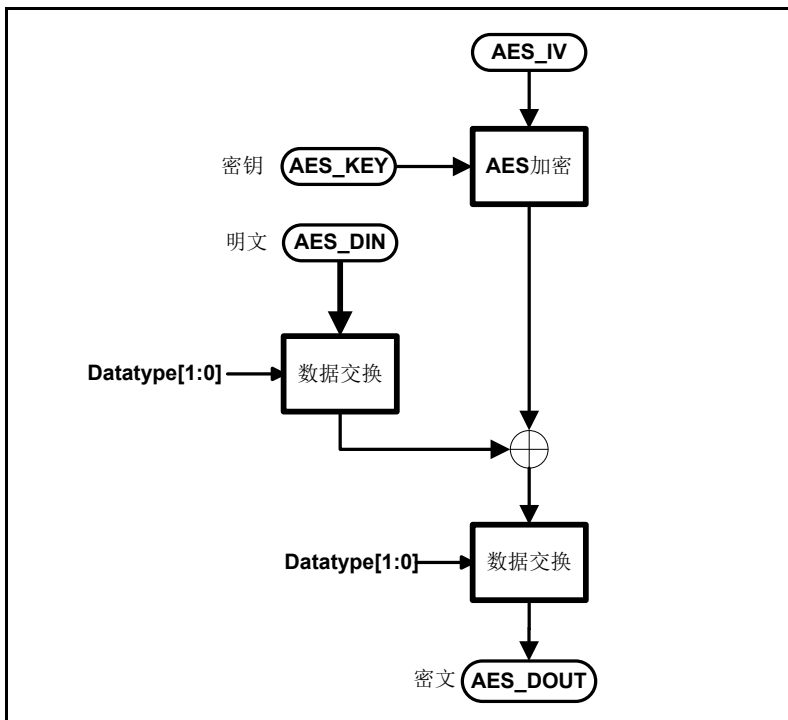 AES_IV
密钥 AES_KEY AES加密
明文 AES_DIN
Datatype[1:0] 数据交换
Datatype[1:0] 数据交换
密文 AES_DOUT